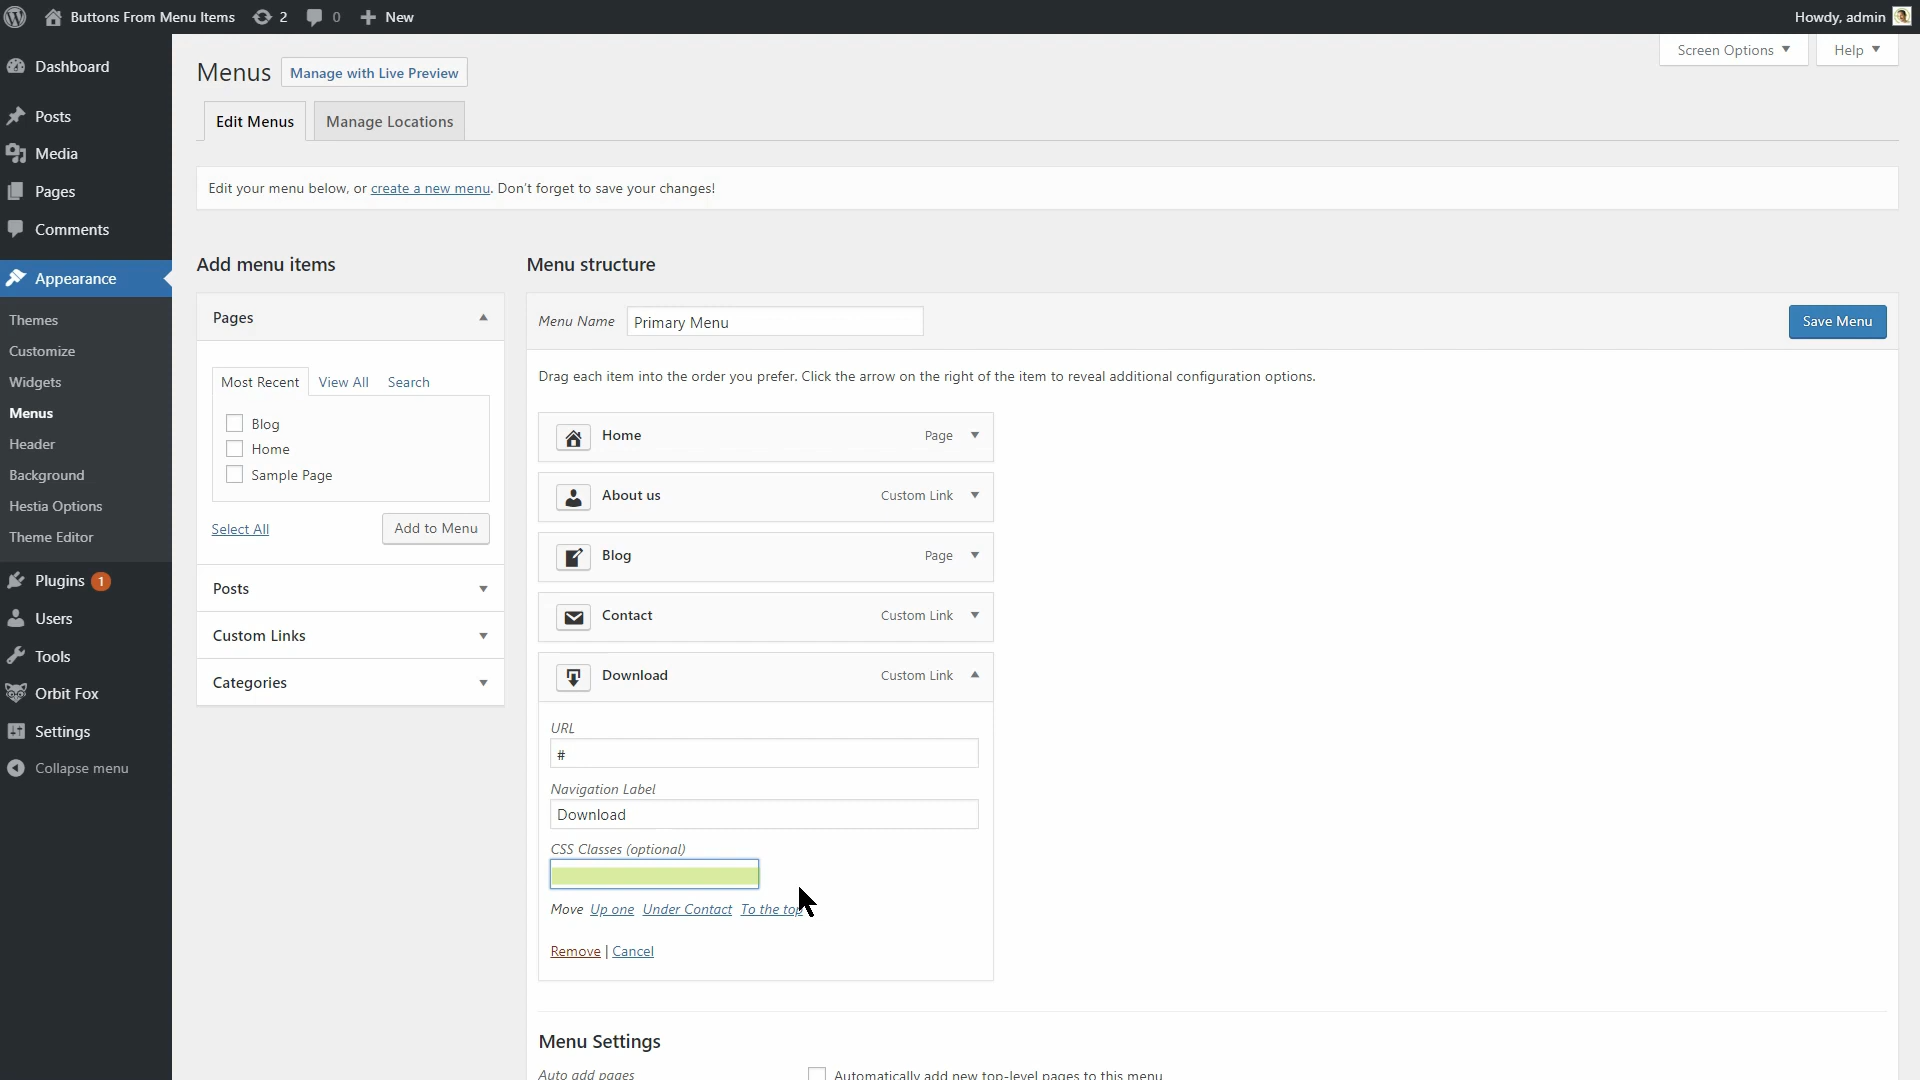 Buttons From Menu Items 2 0 New Howdy, admin
Screen Options Help
Dashboard
Posts
Media
Pages
Comments
Appearance
Themes
Customize
Widgets
Menus
Header
Background
Hestia Options
Theme Editor
Plugins 1
Users
Tools
Orbit Fox
Settings
Collapse menu
Menus Manage with Live Preview
Edit Menus Manage Locations
Edit your menu below, or create a new menu. Don't forget to save your changes!
Add menu items
Pages
Most Recent View All Search
Blog
Home
Sample Page
Select All Add to Menu
Posts
Custom Links
Categories
Menu structure
Menu Name Primary Menu Save Menu
Drag each item into the order you prefer. Click the arrow on the right of the item to reveal additional configuration options.
Home Page
About us Custom Link
Blog Page
Contact Custom Link
Download Custom Link
URL
#
Navigation Label
Download
CSS Classes (optional)
Move Up one Under Contact To the top
Remove | Cancel
Menu Settings
Auto add pages Automatically add new top-level pages to this menu